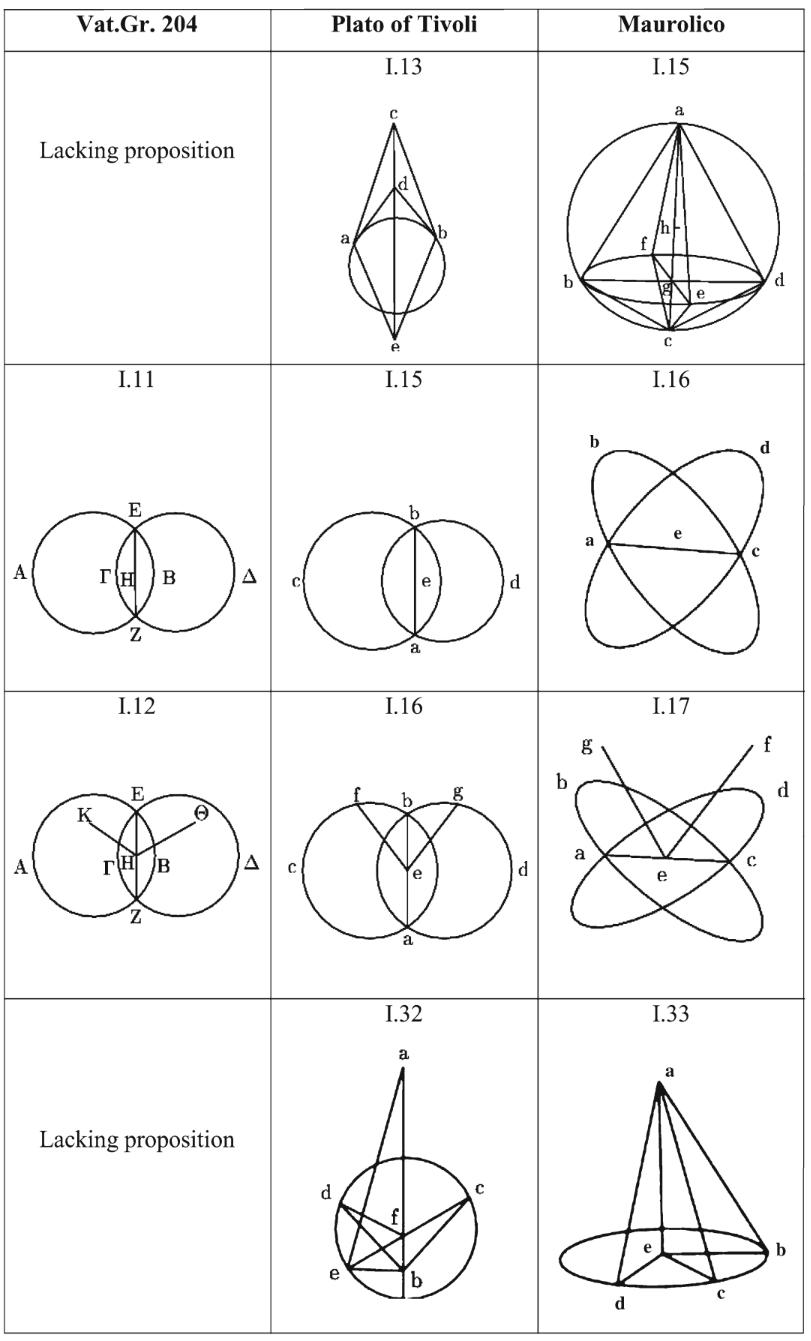 Vat.Gr. 204 Plato of Tivoli Maurolico
Lacking proposition
I.13
c
d
a b
e
I.15
a
h
f
b g e d
c
I.11
E
A Γ H B Δ
Z
I.15
b
c e d
a
I.16
b d
a e c
I.12
E
K Θ
A Γ H B Δ
Z
I.16
f b g
c e d
a
I.17
g f
b d
a e c
Lacking proposition
I.32
a
d c
f
e b
I.33
a
e b
d c